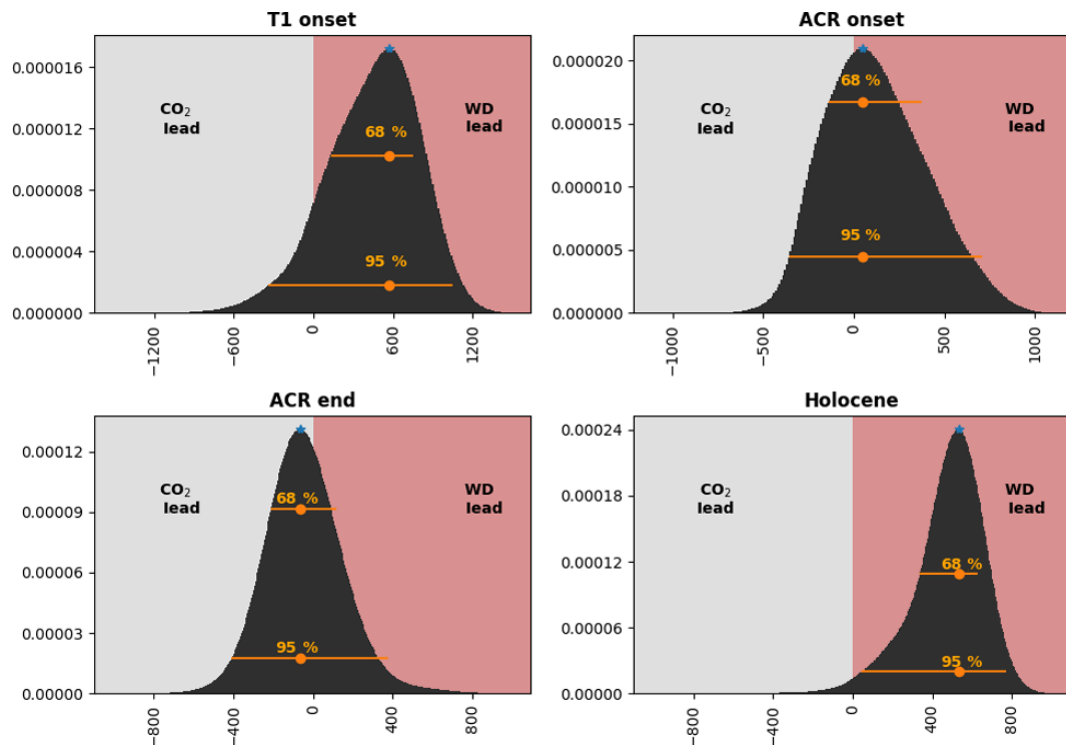 T1 onset
0.000016
0.000012
0.000008
0.000004
0.000000
CO₂
lead
WD
lead
68 %
95 %
−1200
−600
0
600
1200
ACR onset
0.000020
0.000015
0.000010
0.000005
0.000000
CO₂
lead
WD
lead
68 %
95 %
−1000
−500
0
500
1000
ACR end
0.00012
0.00009
0.00006
0.00003
0.00000
CO₂
lead
WD
lead
68 %
95 %
−800
−400
0
400
800
Holocene
0.00024
0.00018
0.00012
0.00006
0.00000
CO₂
lead
WD
lead
68 %
95 %
−800
−400
0
400
800